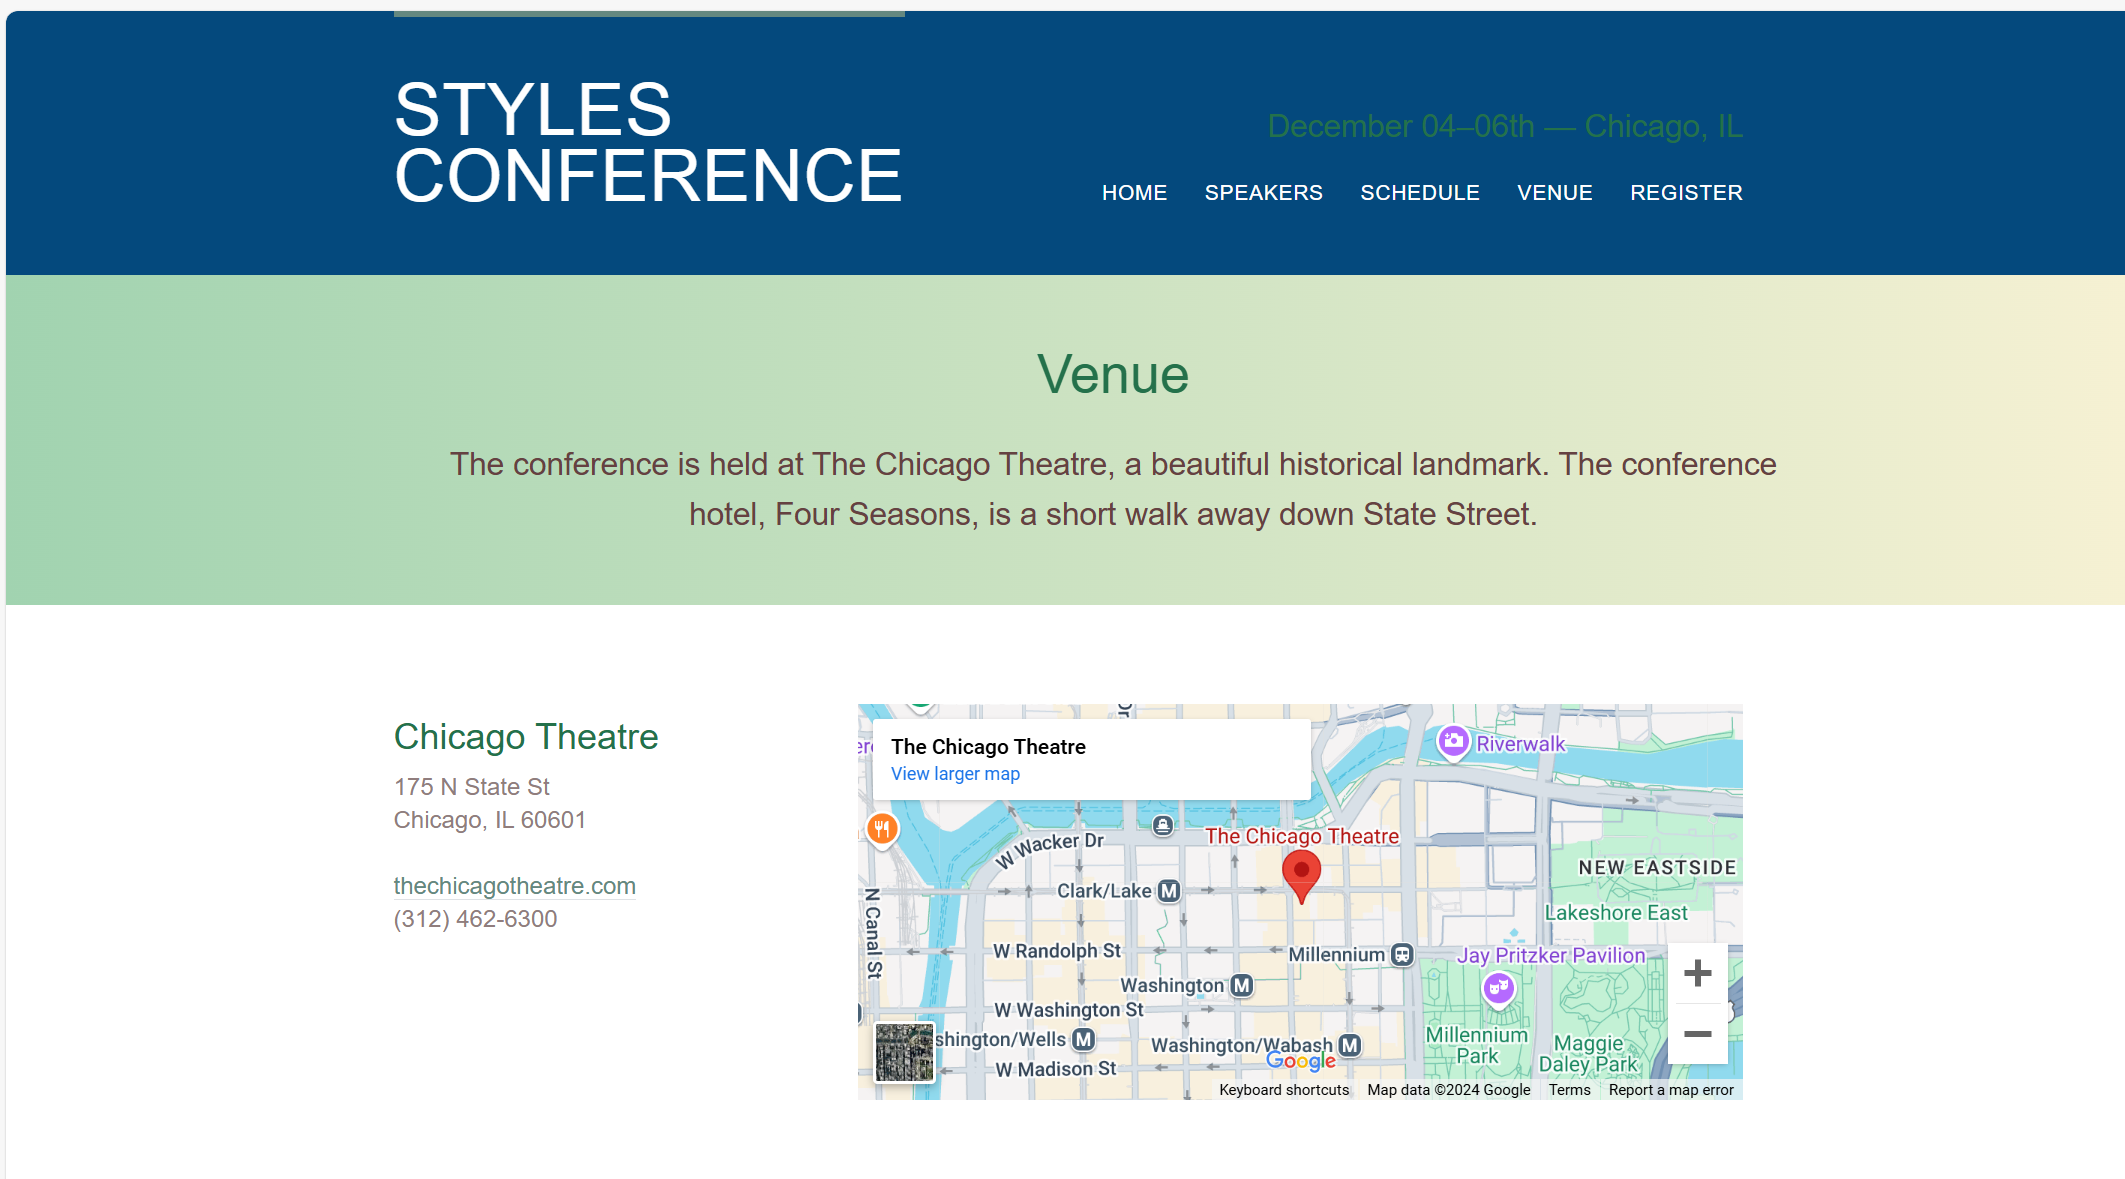 STYLES
CONFERENCE
December 04–06th — Chicago, IL
HOME SPEAKERS SCHEDULE VENUE REGISTER
Venue
The conference is held at The Chicago Theatre, a beautiful historical landmark. The conference
hotel, Four Seasons, is a short walk away down State Street.
Chicago Theatre
175 N State St
Chicago, IL 60601
thechicagotheatre.com
(312) 462-6300
The Chicago Theatre
View larger map
Riverwalk
W Wacker Dr
The Chicago Theatre
NEW EASTSIDE
Clark/Lake M
Lakeshore East
N Canal St
W Randolph St
Millennium
Jay Pritzker Pavilion
Washington M
W Washington St
shington/Wells M
Washington/Wabash M
Millennium
Park
Maggie
Daley Park
Google
W Madison St
Keyboard shortcuts Map data ©2024 Google Terms Report a map error